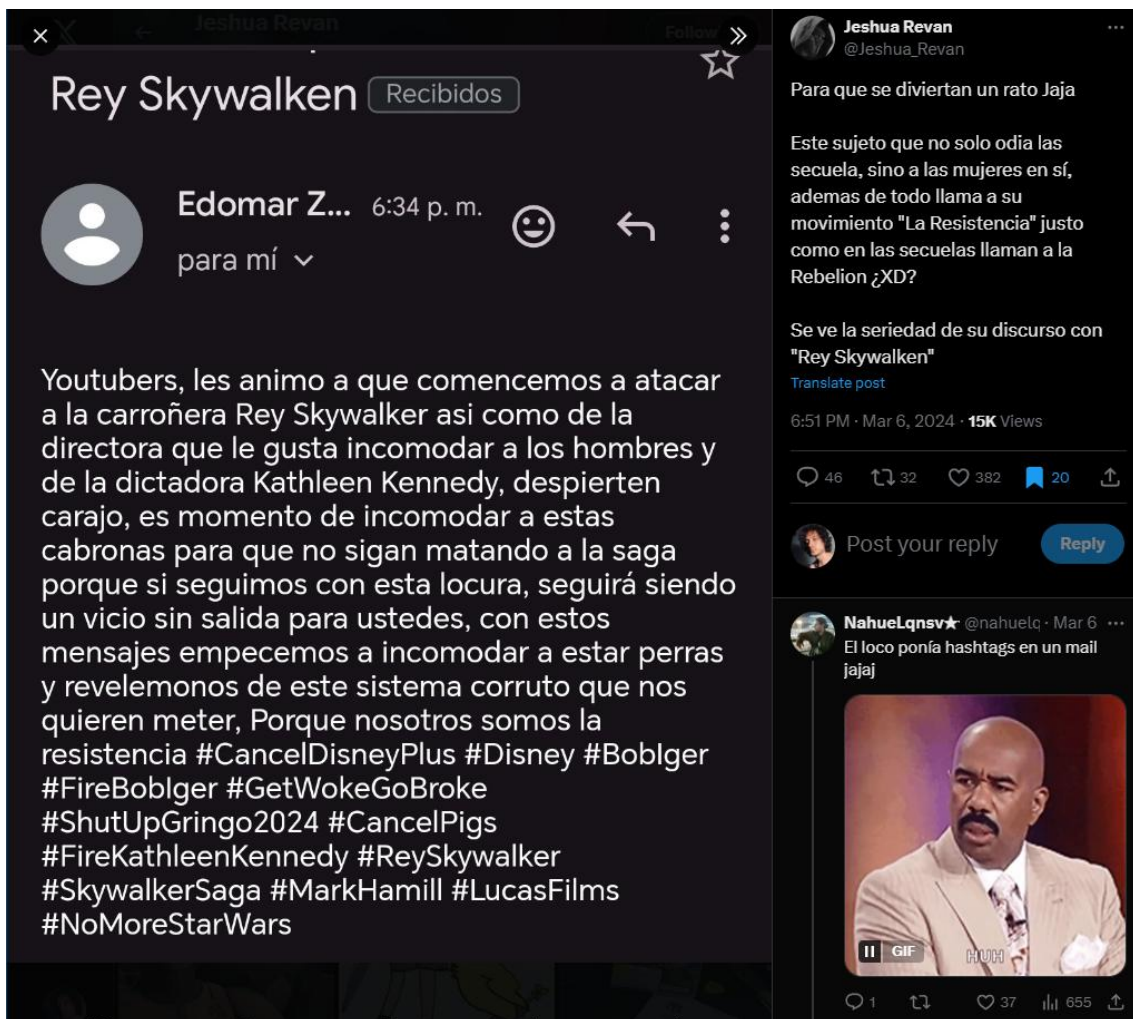 Jeshua Revan
Follow
Rey Skywalken Recibidos
Edomar Z... 6:34 p. m.
para mí
Youtubers, les animo a que comencemos a atacar
a la carroñera Rey Skywalker asi como de la
directora que le gusta incomodar a los hombres y
de la dictadora Kathleen Kennedy, despierten
carajo, es momento de incomodar a estas
cabronas para que no sigan matando a la saga
porque si seguimos con esta locura, seguirá siendo
un vicio sin salida para ustedes, con estos
mensajes empecemos a incomodar a estar perras
y revelemonos de este sistema corruto que nos
quieren meter, Porque nosotros somos la
resistencia #CancelDisneyPlus #Disney #BobIger
#FireBobIger #GetWokeGoBroke
#ShutUpGringo2024 #CancelPigs
#FireKathleenKennedy #ReySkywalker
#SkywalkerSaga #MarkHamill #LucasFilms
#NoMoreStarWars
Jeshua Revan
@Jeshua_Revan
Para que se diviertan un rato Jaja
Este sujeto que no solo odia las
secuela, sino a las mujeres en sí,
ademas de todo llama a su
movimiento "La Resistencia" justo
como en las secuelas llaman a la
Rebelion ¿XD?
Se ve la seriedad de su discurso con
"Rey Skywalken"
Translate post
6:51 PM · Mar 6, 2024 · 15K Views
46 32 382 20
Post your reply Reply
NahueLqnsv★ @nahuelq · Mar 6
El loco ponía hashtags en un mail
jajaj
GIF HUH
1 37 655